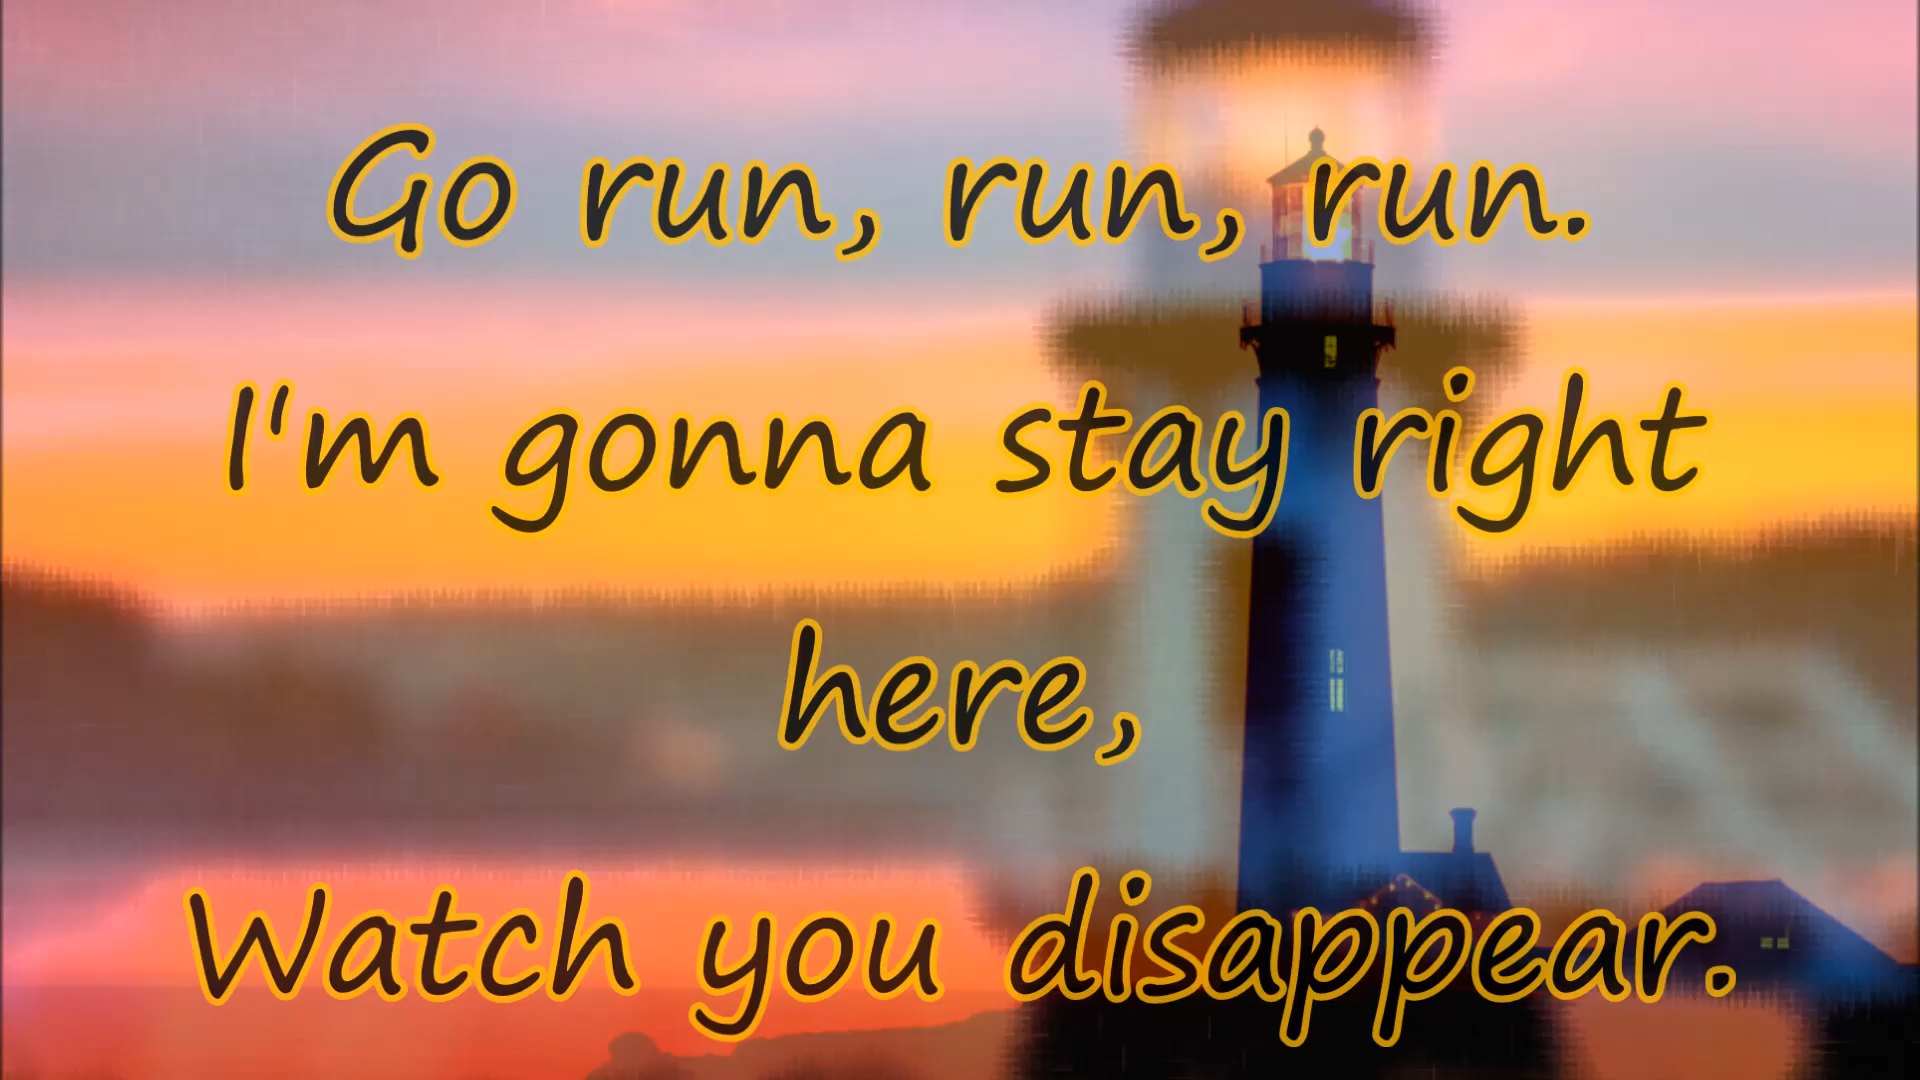 Go run, run, run.
I'm gonna stay right
here,
Watch you disappear.